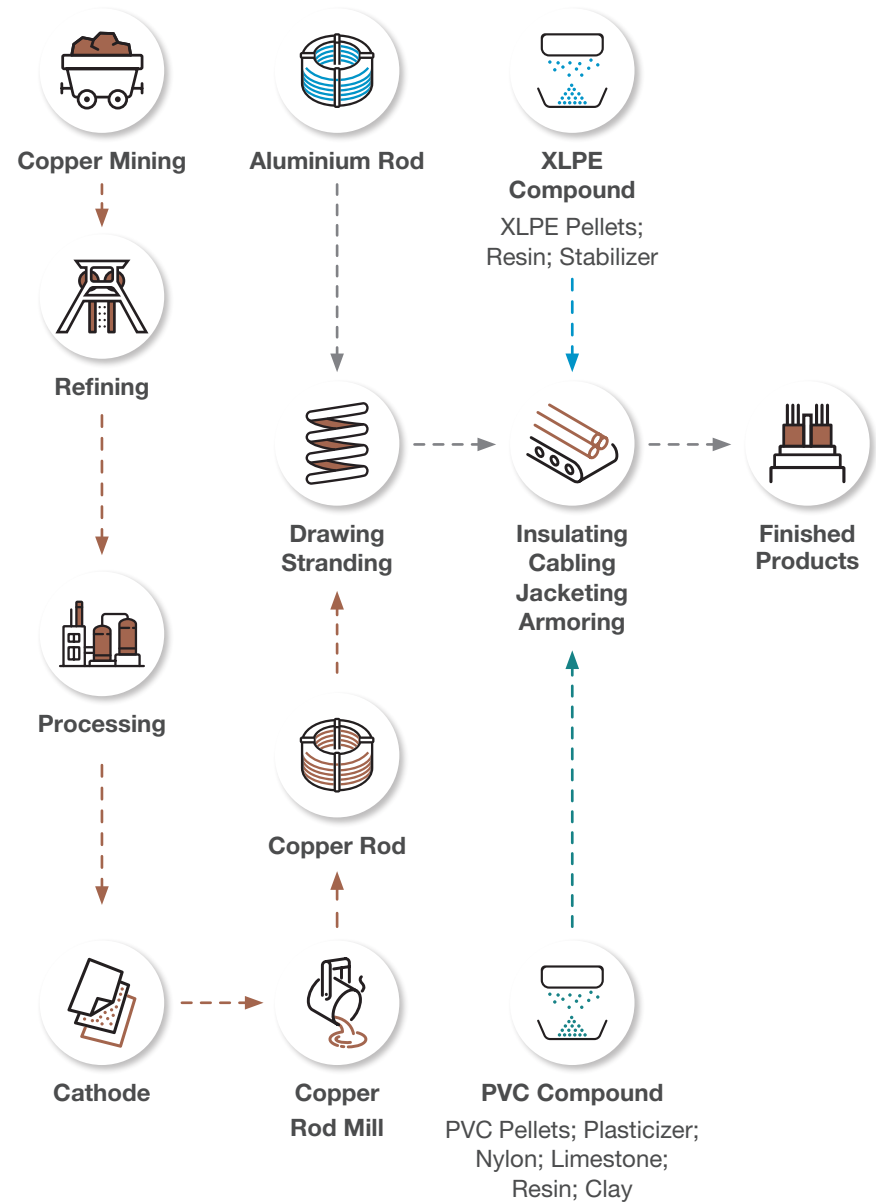 Copper Mining
Aluminium Rod
XLPE
Compound
XLPE Pellets;
Resin; Stabilizer
Refining
Drawing
Stranding
Insulating
Cabling
Jacketing
Armoring
Finished
Products
Processing
Copper Rod
Cathode
Copper
Rod Mill
PVC Compound
PVC Pellets; Plasticizer;
Nylon; Limestone;
Resin; Clay